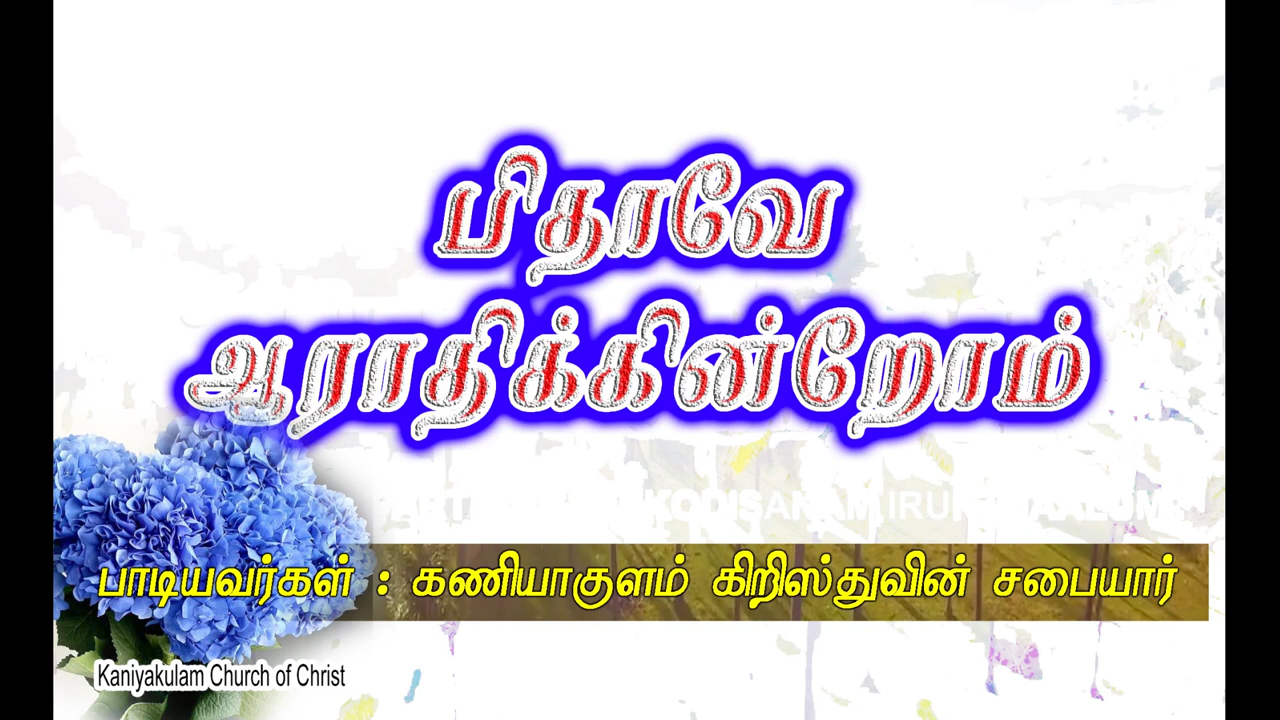 பிதாவே
ஆராதிக்கின்றோம்
பாடியவர்கள் : கணியாகுளம் கிறிஸ்துவின் சபையார்
Kaniyakulam Church of Christ